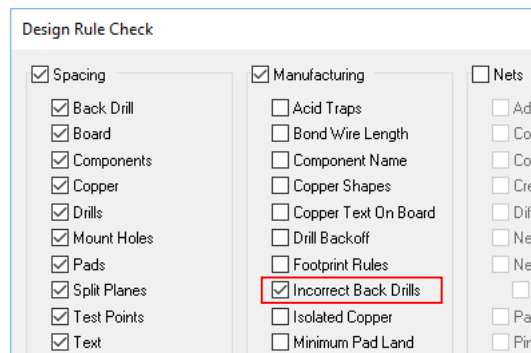 Design Rule Check
Spacing
Back Drill
Board
Components
Copper
Drills
Mount Holes
Pads
Split Planes
Test Points
Text
Manufacturing
Acid Traps
Bond Wire Length
Component Name
Copper Shapes
Copper Text On Board
Drill Backoff
Footprint Rules
Incorrect Back Drills
Isolated Copper
Minimum Pad Land
Nets